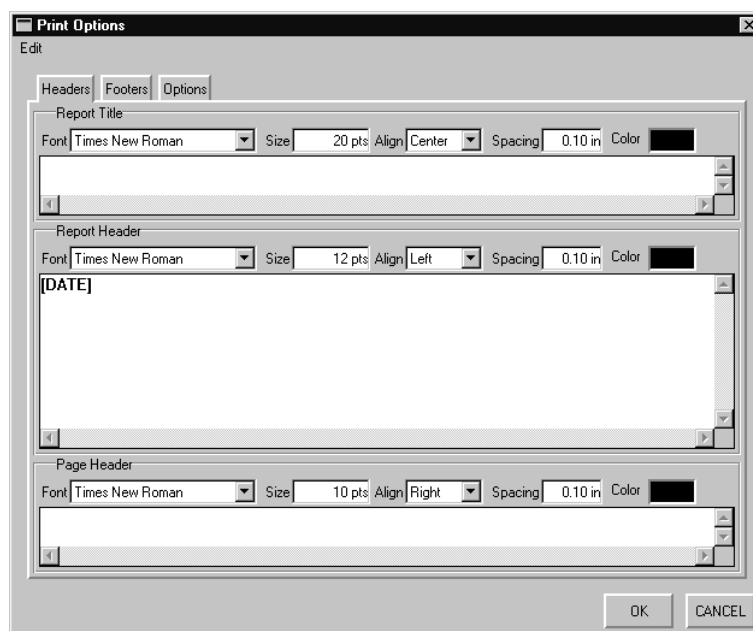 Print Options
Edit
Headers Footers Options
Report Title
Font Times New Roman Size 20 pts Align Center Spacing 0.10 in Color
Report Header
Font Times New Roman Size 12 pts Align Left Spacing 0.10 in Color
[DATE]
Page Header
Font Times New Roman Size 10 pts Align Right Spacing 0.10 in Color
OK CANCEL